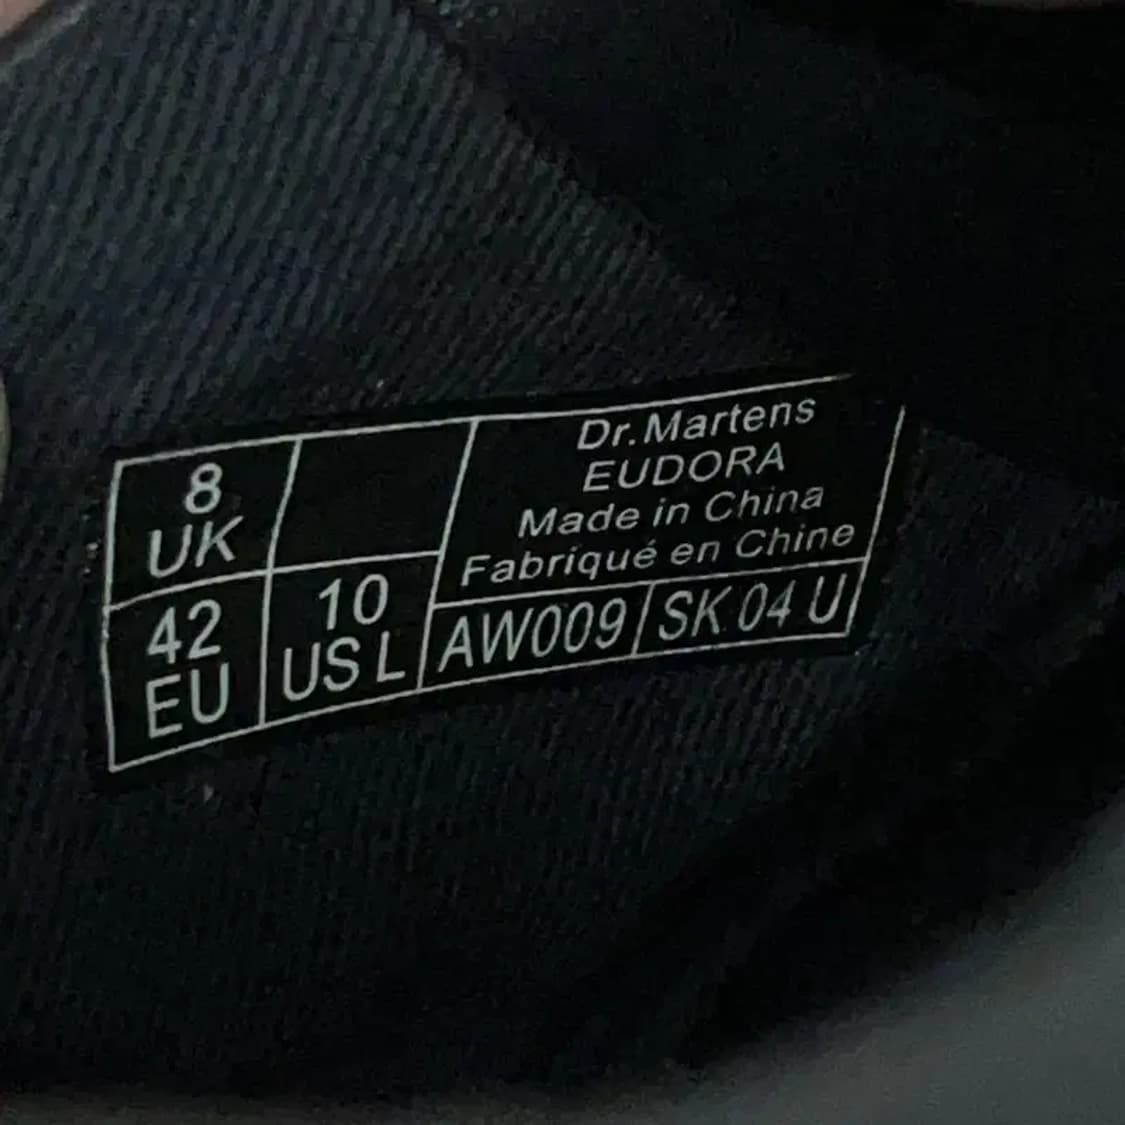 8
UK
42
EU
10
US L
Dr.Martens
EUDORA
Made in China
Fabriqué en Chine
AW009
SK 04 U